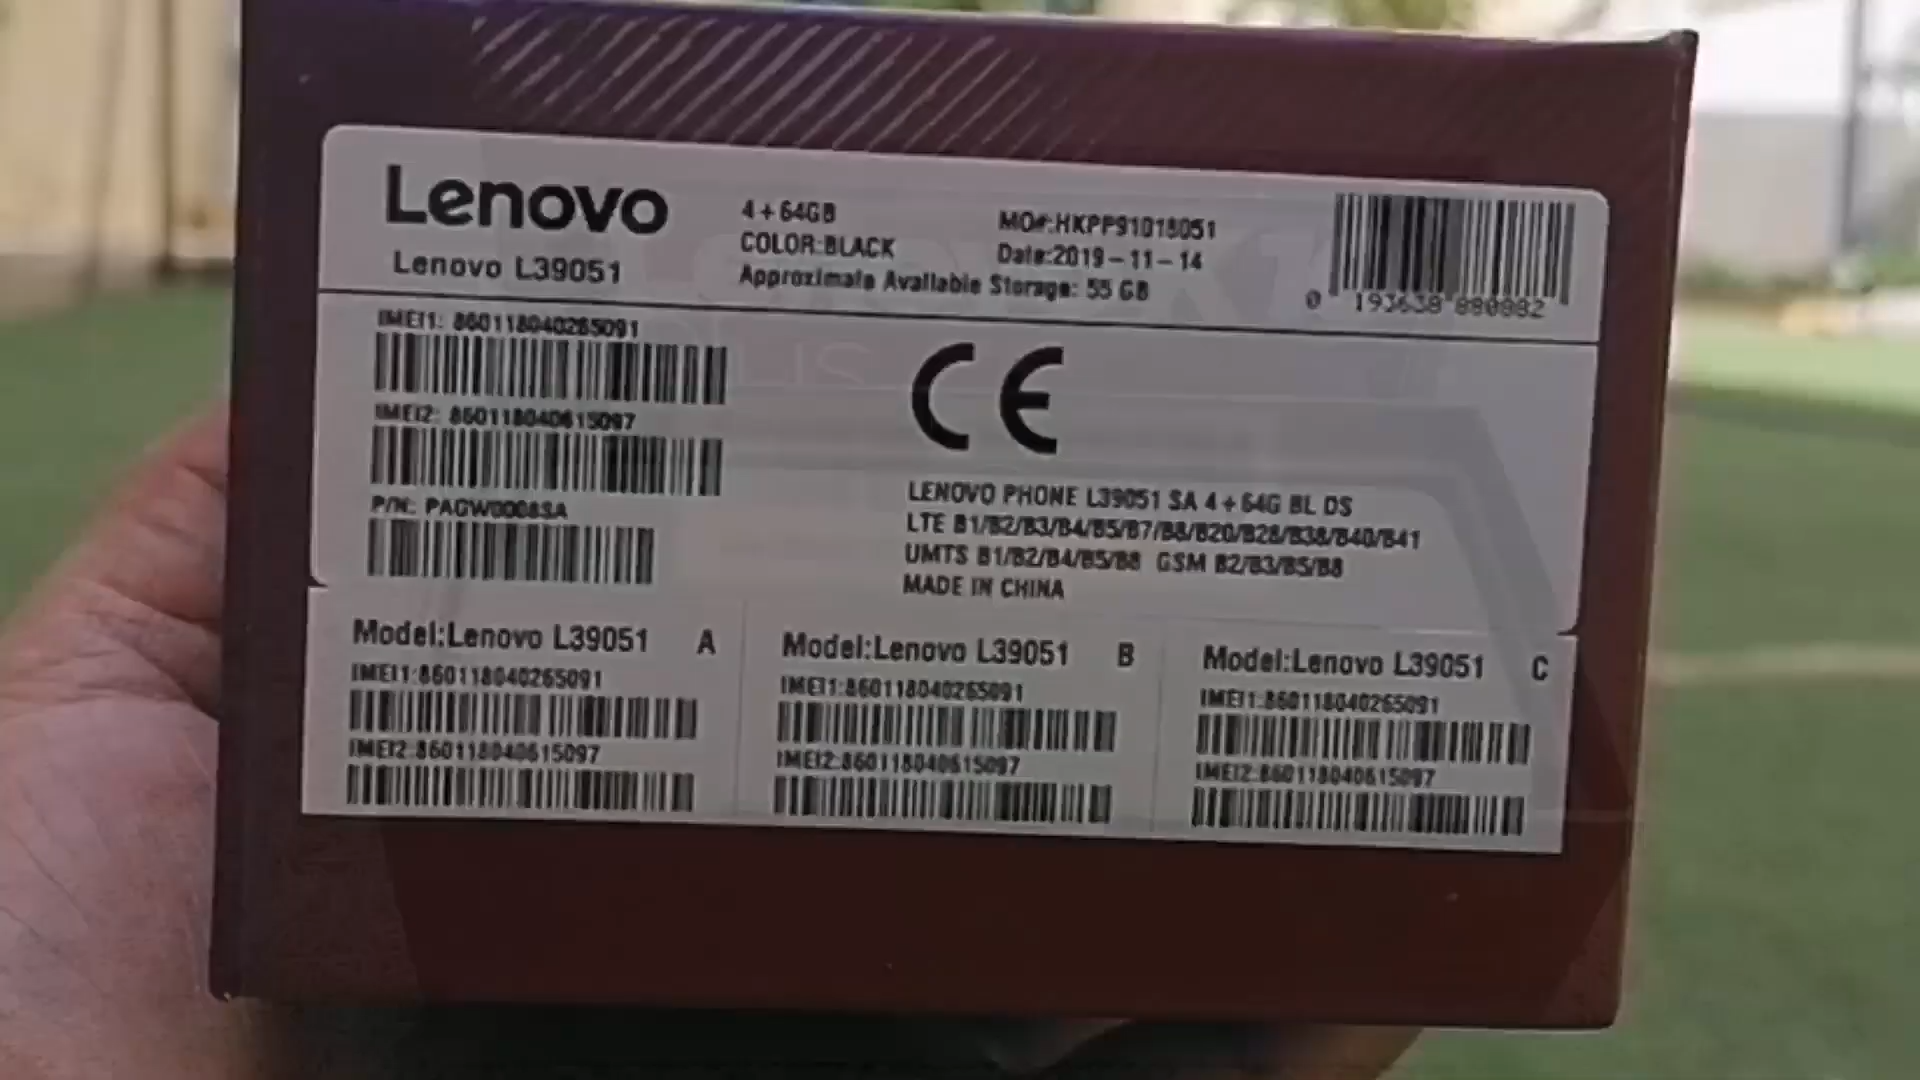 Lenovo
Lenovo L39051
4+64GB
COLOR:BLACK
Approximate Available Storage: 55 GB
MO#:HKPP91018051
Date:2019-11-14
0 193638 880882
IMEI1: 860118040265091
IMEI2: 860118040615097
P/N: PAGW0008SA
CE
LENOVO PHONE L39051 SA 4+64G BL DS
LTE B1/B2/B3/B4/B5/B7/B8/B20/B28/B38/B40/B41
UMTS B1/B2/B4/B5/B8 GSM B2/B3/B5/B8
MADE IN CHINA
Model:Lenovo L39051 A
IMEI1:860118040265091
IMEI2:860118040615097
Model:Lenovo L39051 B
IMEI1:860118040265091
IMEI2:860118040615097
Model:Lenovo L39051 C
IMEI1:860118040265091
IMEI2:860118040615097